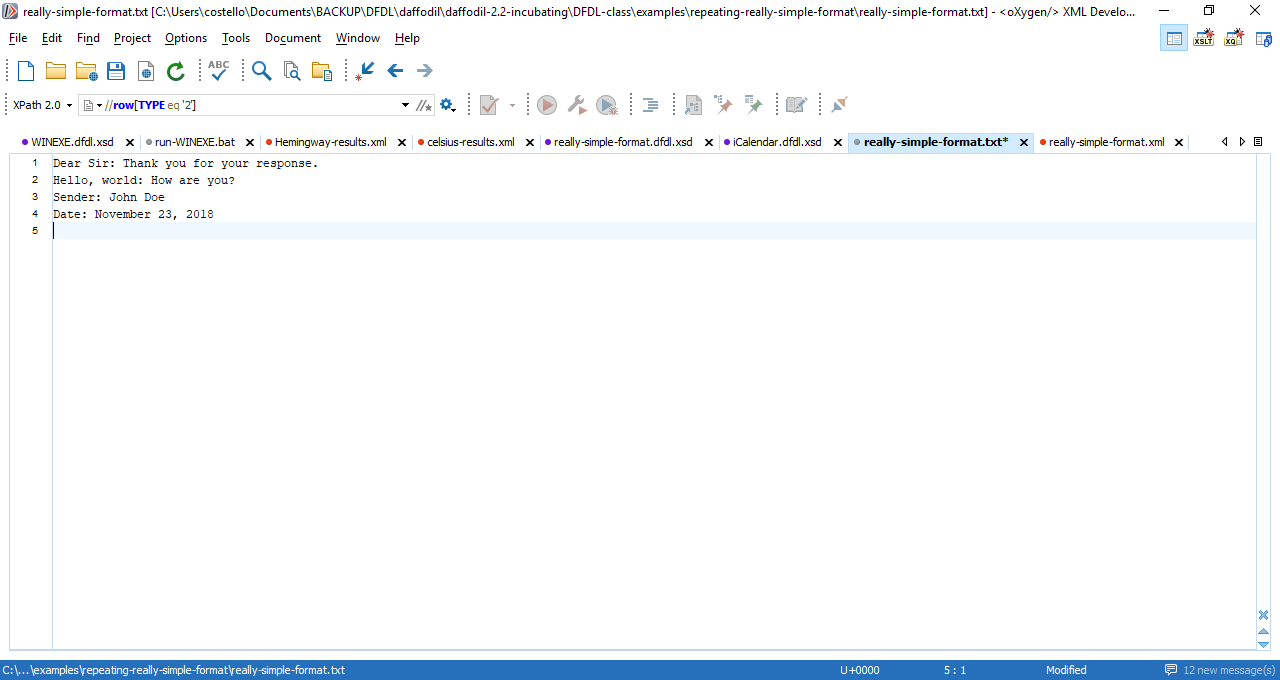 really-simple-format.txt [C:\Users\costello\Documents\BACKUP\DFDL\daffodil\daffodil-2.2-incubating\DFDL-class\examples\repeating-really-simple-format\really-simple-format.txt] - <oXygen/> XML Develo...
File Edit Find Project Options Tools Document Window Help
ABC
XSLT XQ
XPath 2.0 //row[TYPE eq '2']
WINEXE.dfdl.xsd run-WINEXE.bat Hemingway-results.xml celsius-results.xml really-simple-format.dfdl.xsd iCalendar.dfdl.xsd really-simple-format.txt* really-simple-format.xml
1 Dear Sir: Thank you for your response.
2 Hello, world: How are you?
3 Sender: John Doe
4 Date: November 23, 2018
5
C:\...\examples\repeating-really-simple-format\really-simple-format.txt U+0000 5 : 1 Modified 12 new message(s)